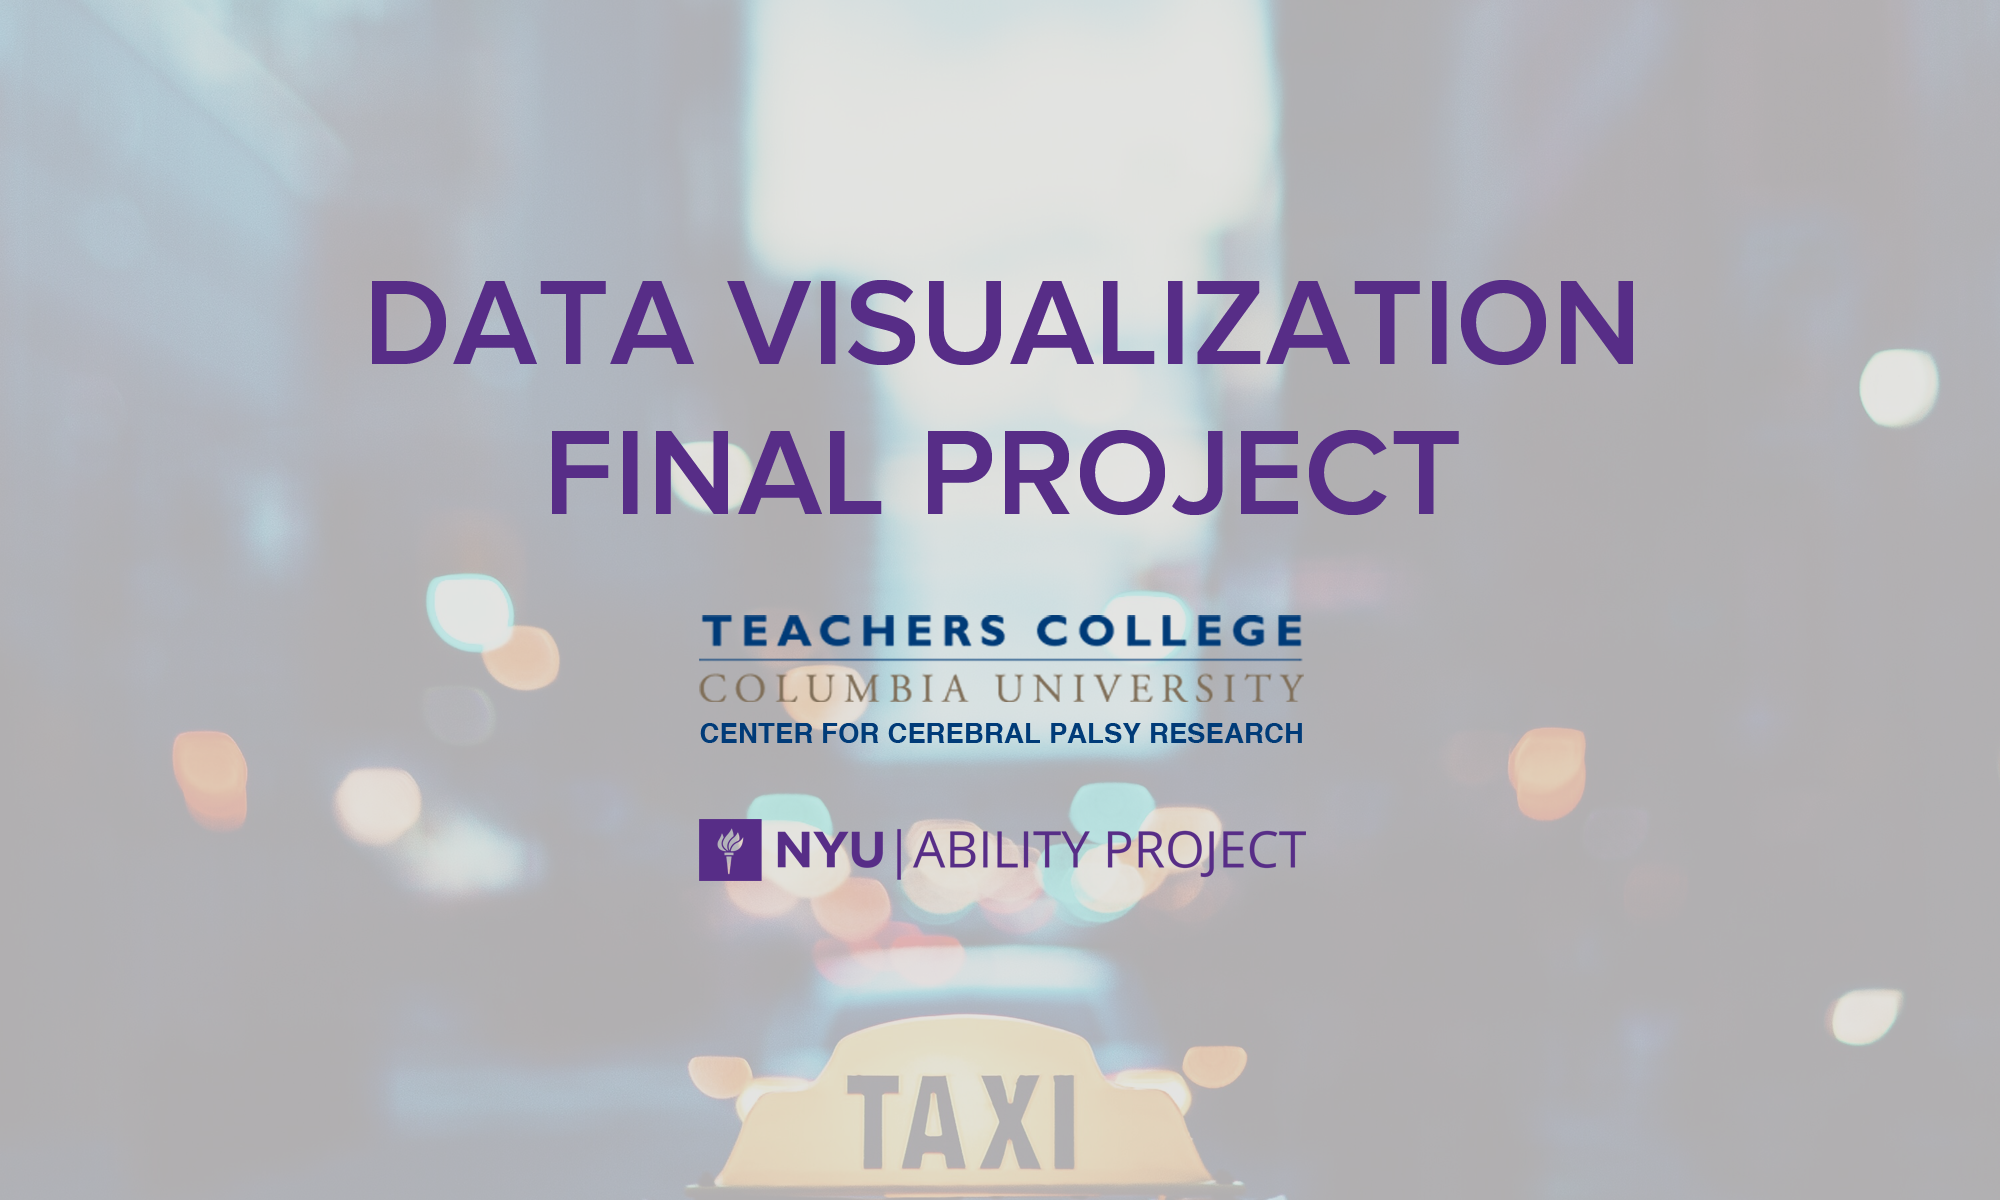 DATA VISUALIZATION
FINAL PROJECT
TEACHERS COLLEGE
COLUMBIA UNIVERSITY
CENTER FOR CEREBRAL PALSY RESEARCH
NYU | ABILITY PROJECT
TAXI